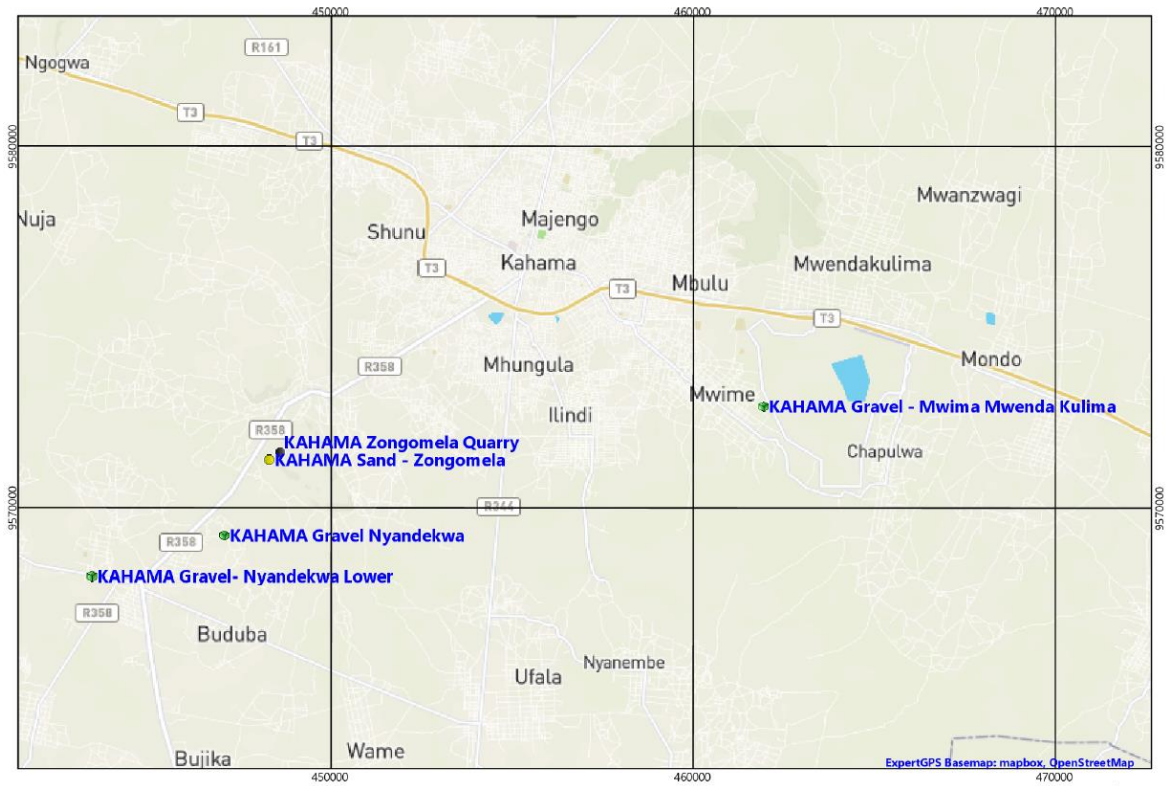 450000
460000
470000
R161
Ngogwa
T3
T3
9580000
9580000
Mwanzwagi
Nuja
Majengo
Shunu
Kahama
Mwendakulima
T3
Mbulu
T3
T3
Mondo
Mhungula
R358
Mwime
KAHAMA Gravel - Mwima Mwenda Kulima
Ilindi
R358
KAHAMA Zongomela Quarry
Chapulwa
KAHAMA Sand - Zongomela
9570000
R344
9570000
KAHAMA Gravel Nyandekwa
R358
KAHAMA Gravel- Nyandekwa Lower
R358
Buduba
Nyanembe
Ufala
Wame
Bujika
ExpertGPS Basemap: mapbox, OpenStreetMap
450000
460000
470000